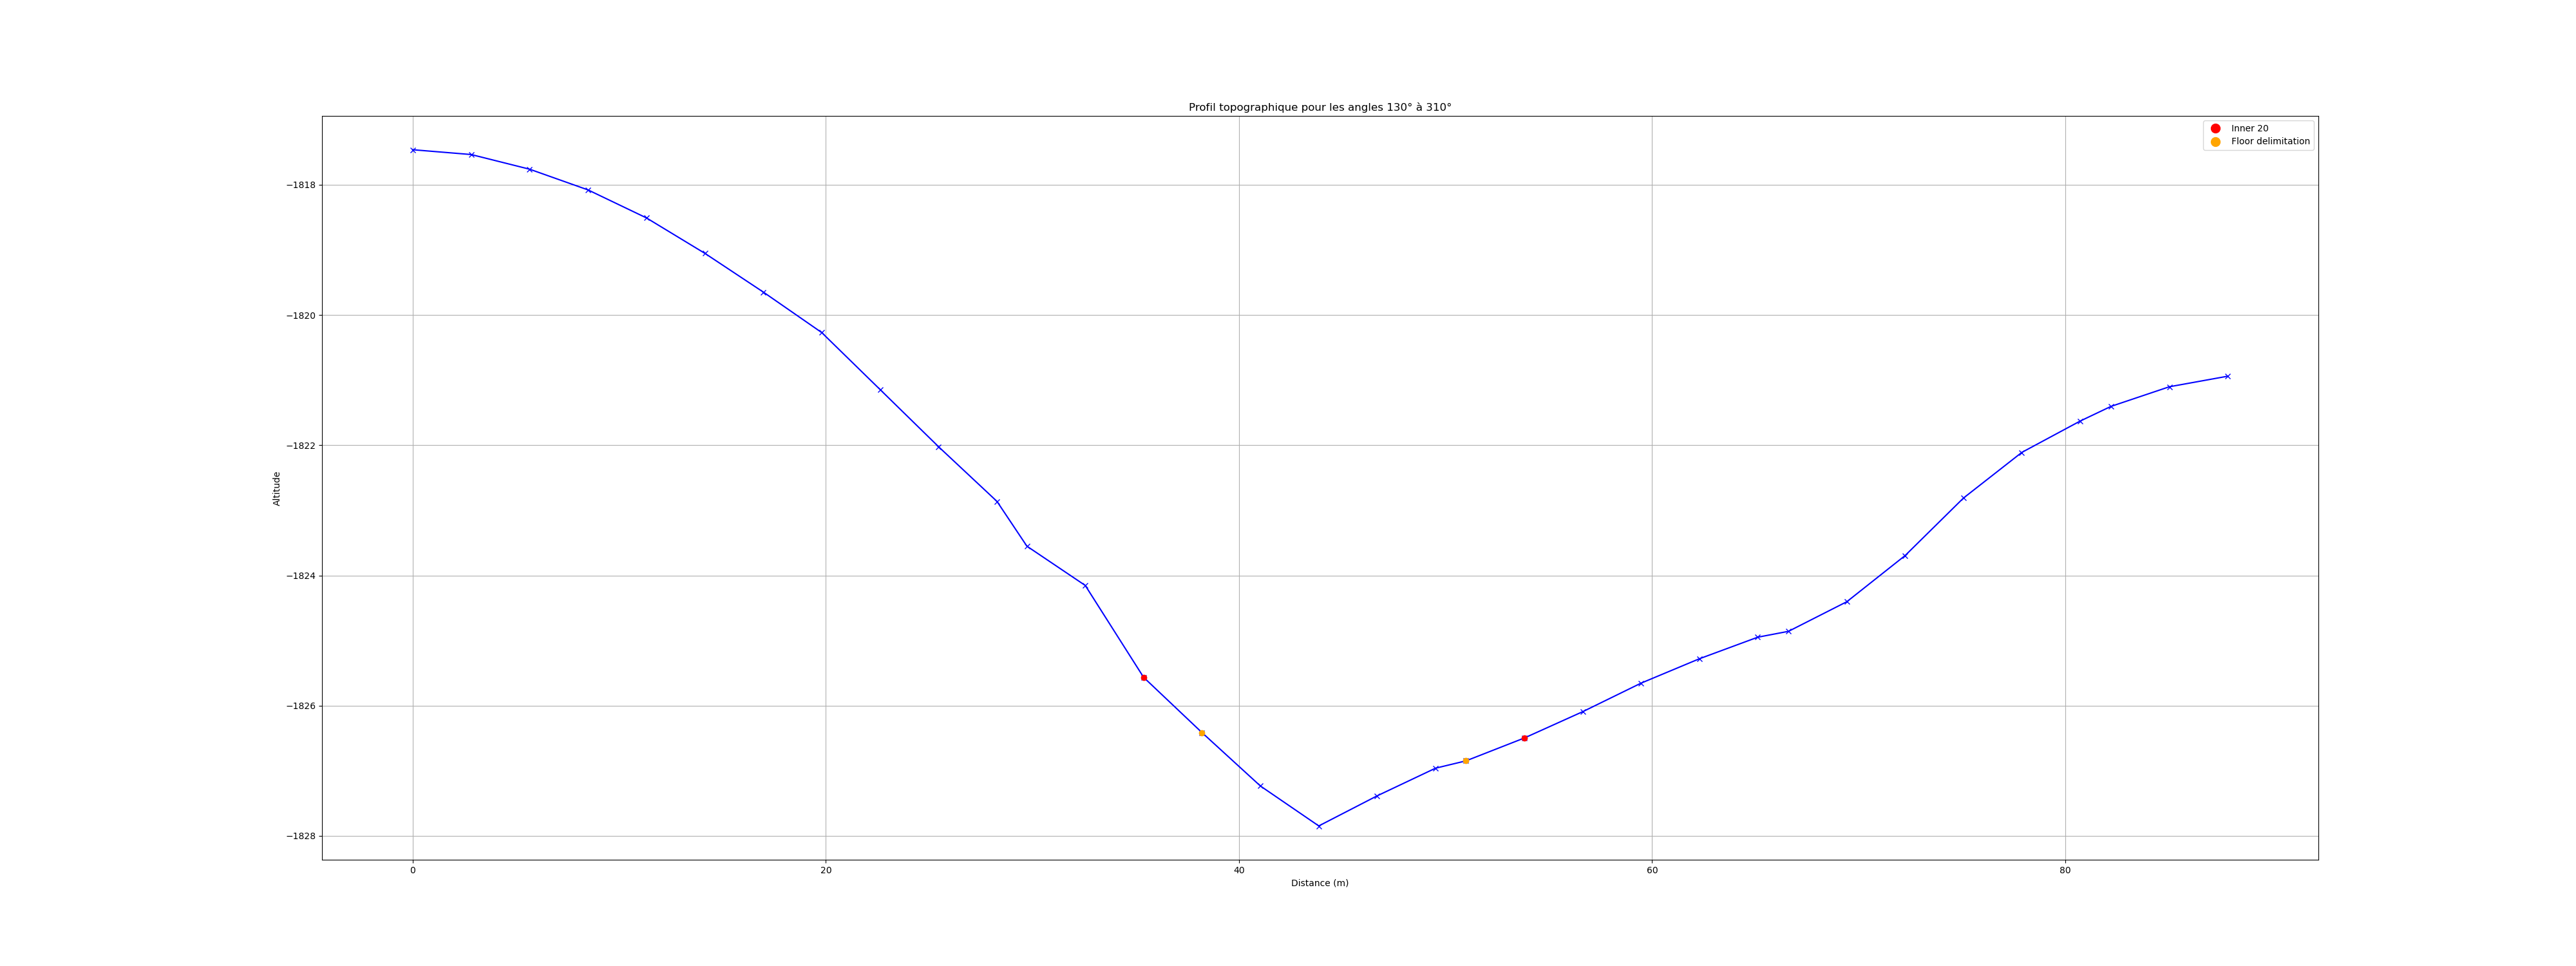 Profil topographique pour les angles 130° à 310°
Inner 20
Floor delimitation
−1818
−1820
−1822
−1824
−1826
−1828
Altitude
0 20 40 60 80
Distance (m)